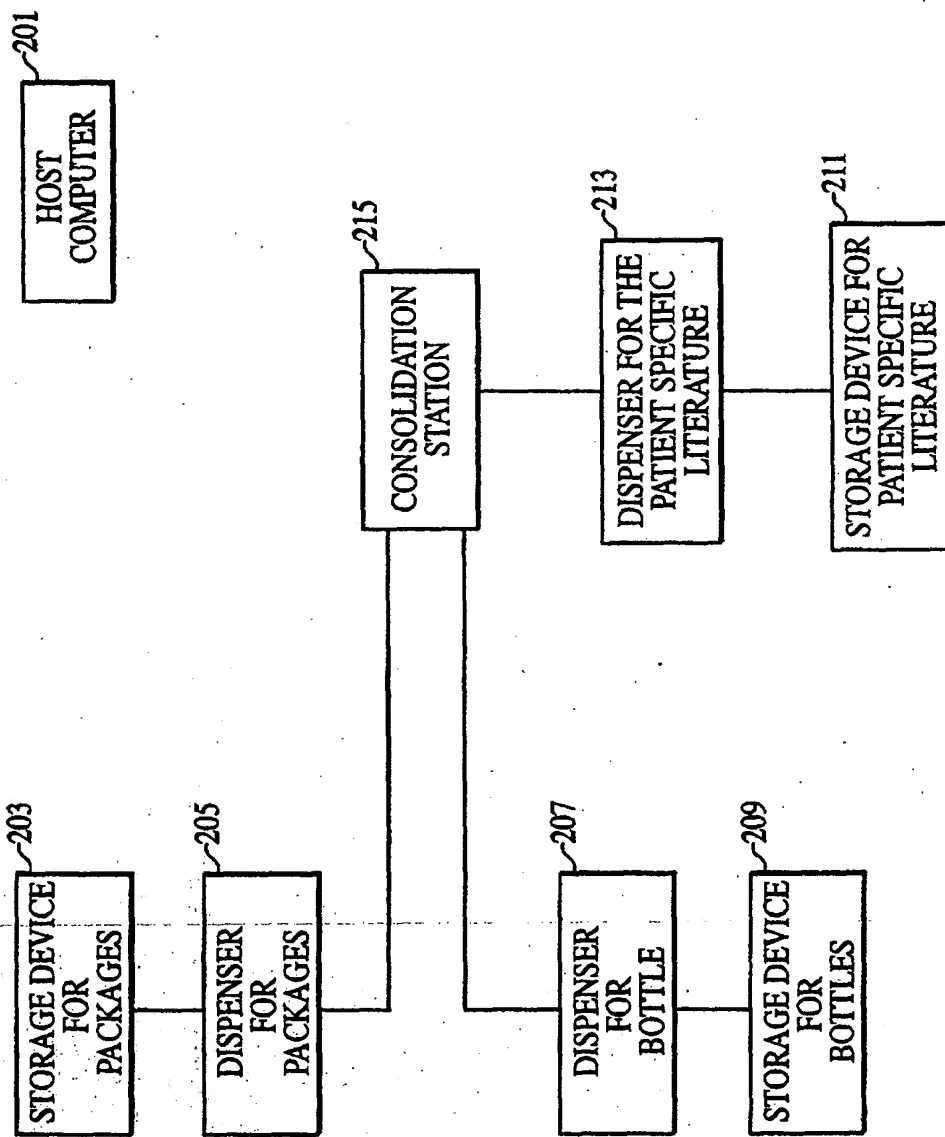 201
HOST
COMPUTER
203
STORAGE DEVICE
FOR
PACKAGES
205
DISPENSER
FOR
PACKAGES
215
CONSOLIDATION
STATION
207
DISPENSER
FOR
BOTTLE
209
STORAGE DEVICE
FOR
BOTTLES
213
DISPENSER FOR THE
PATIENT SPECIFIC
LITERATURE
211
STORAGE DEVICE FOR
PATIENT SPECIFIC
LITERATURE